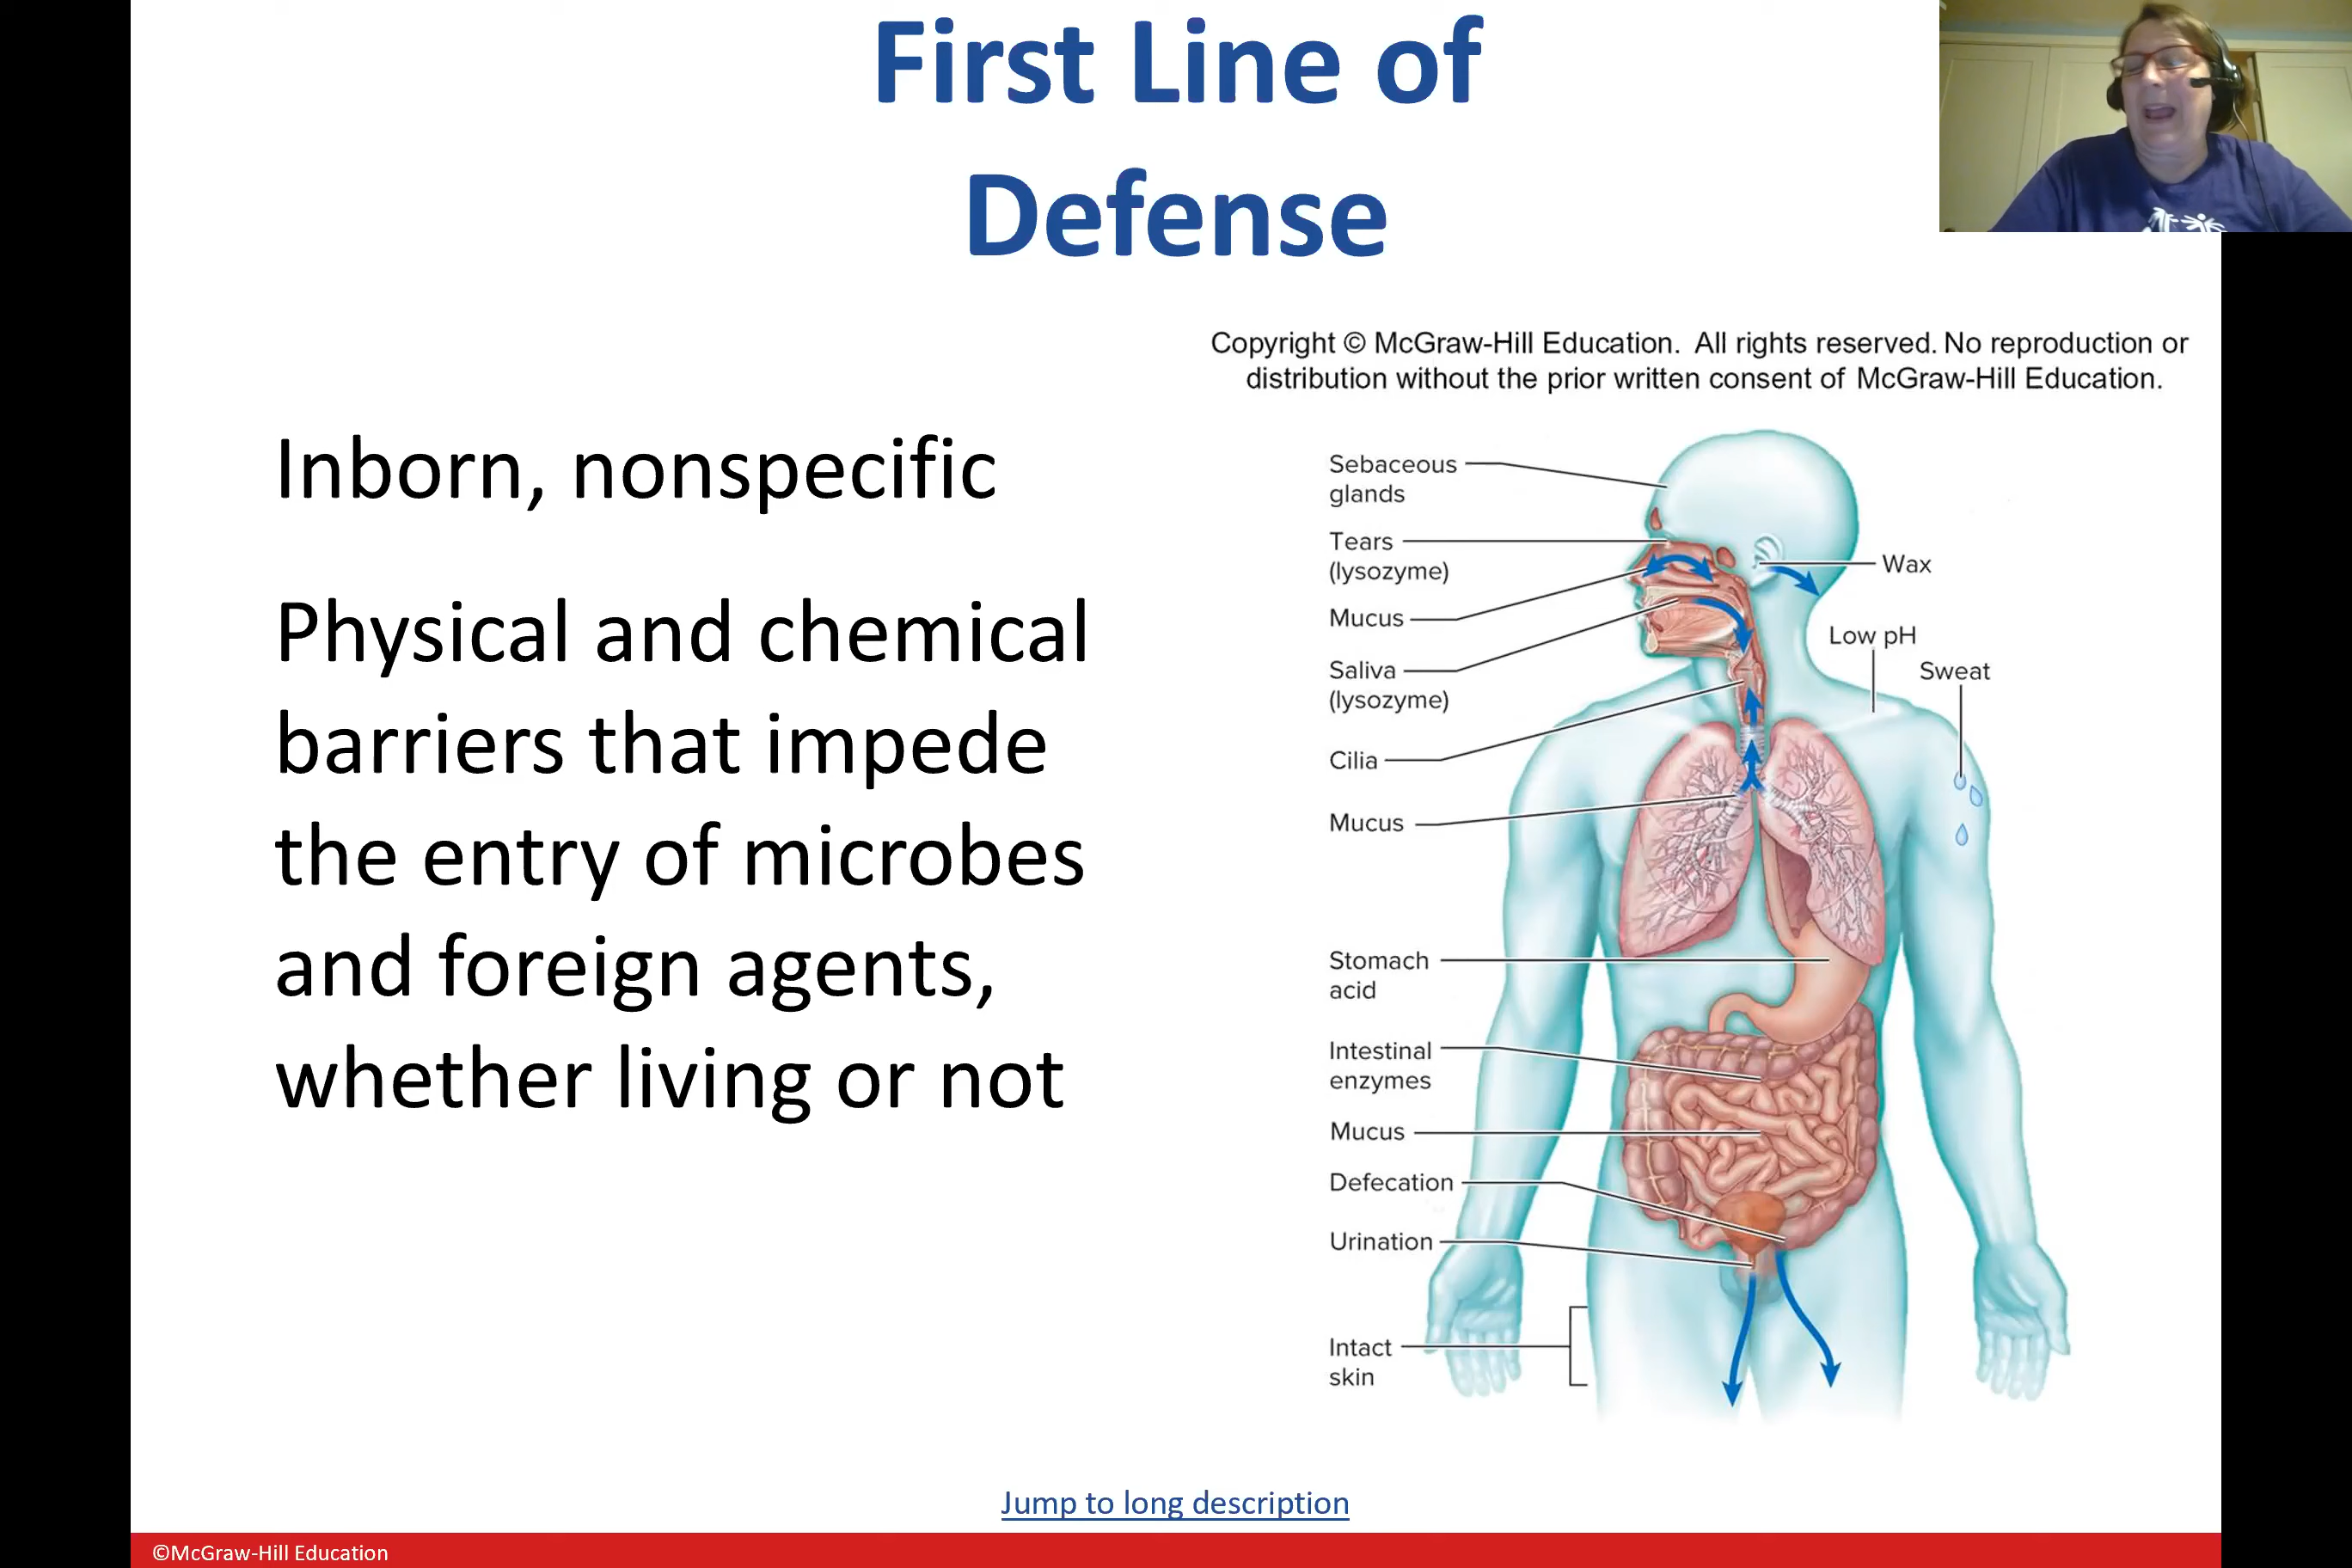 First Line of
Defense
Copyright © McGraw-Hill Education. All rights reserved. No reproduction or
distribution without the prior written consent of McGraw-Hill Education.
Inborn, nonspecific
Physical and chemical
barriers that impede
the entry of microbes
and foreign agents,
whether living or not
Sebaceous
glands
Tears
(lysozyme)
Mucus
Saliva
(lysozyme)
Cilia
Mucus
Stomach
acid
Intestinal
enzymes
Mucus
Defecation
Urination
Intact
skin
Wax
Low pH
Sweat
Jump to long description
©McGraw-Hill Education